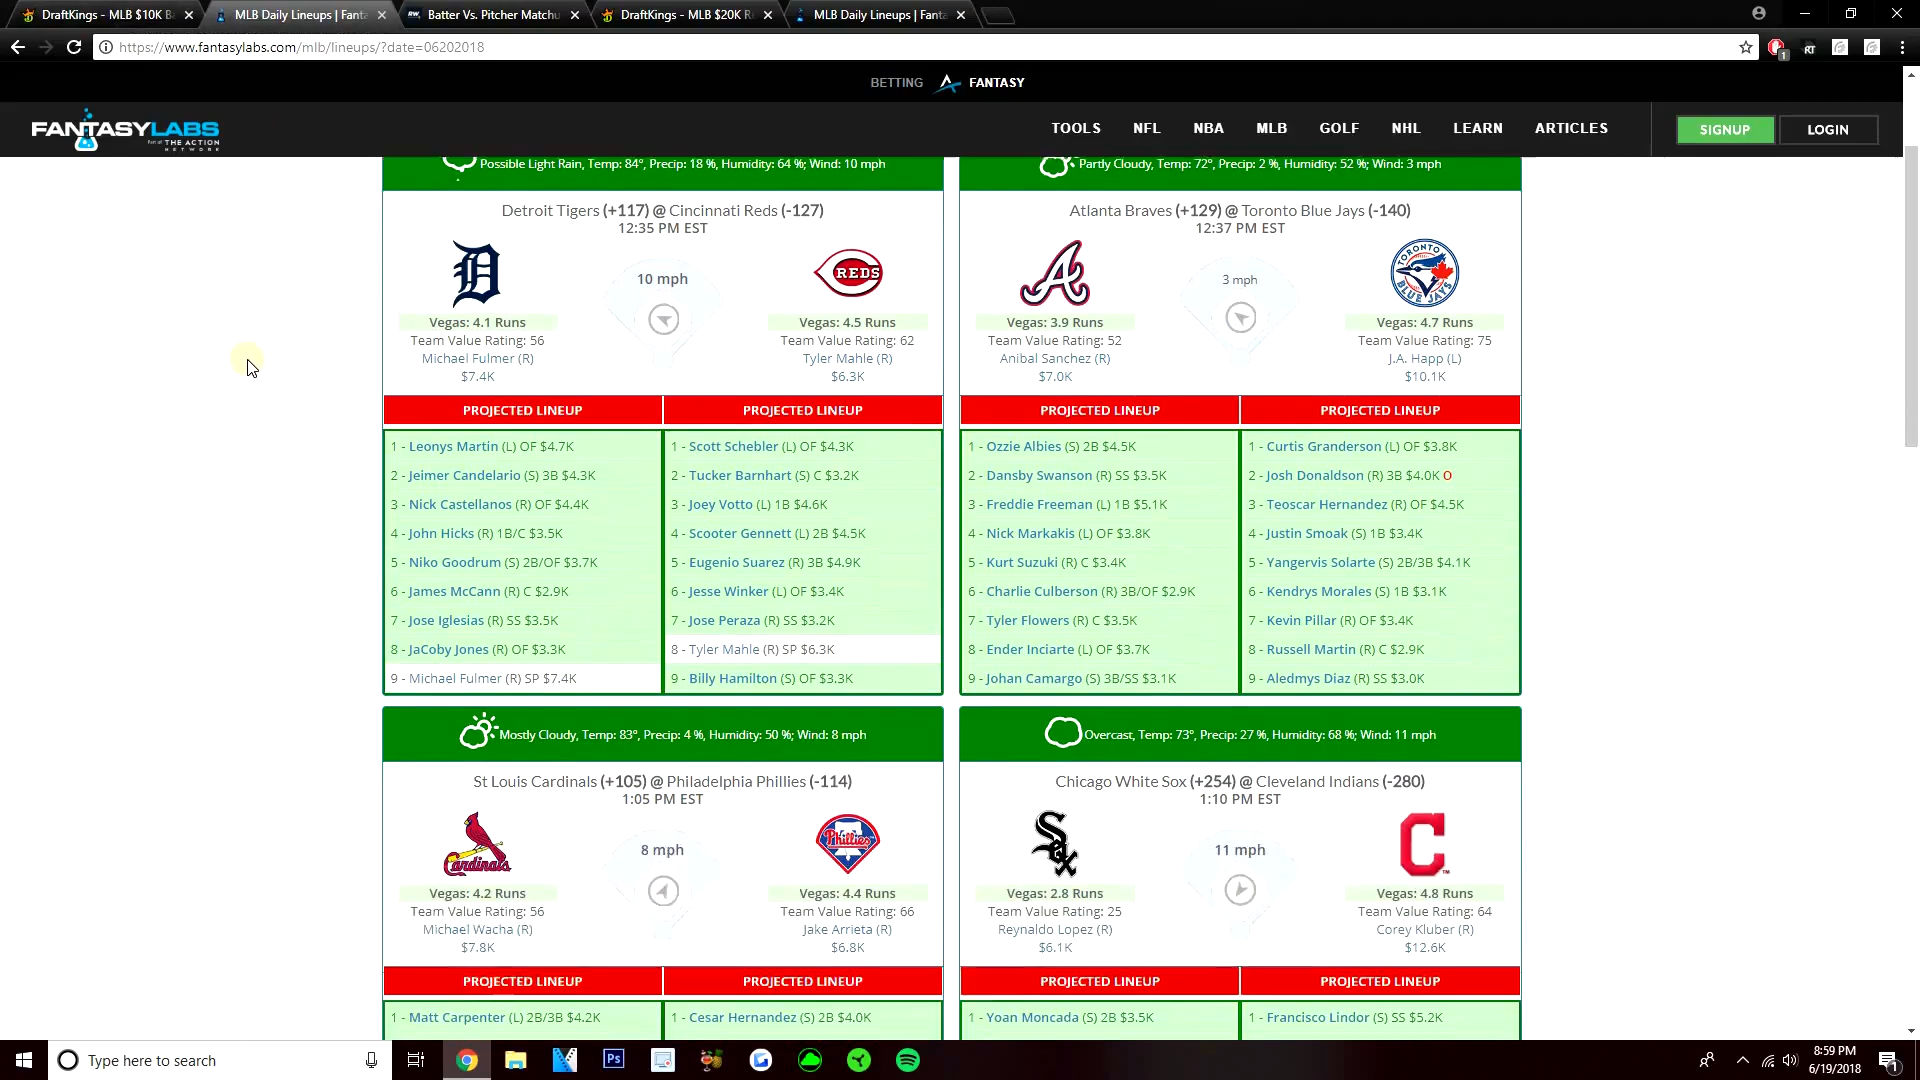 DraftKings - MLB $10K Ba
MLB Daily Lineups | Fanta
RW Batter Vs. Pitcher Matchu
DraftKings - MLB $20K Ri
MLB Daily Lineups | Fanta
https://www.fantasylabs.com/mlb/lineups/?date=06202018
1 RT
BETTING FANTASY
FANTASYLABS
Part of THE ACTION NETWORK
TOOLS NFL NBA MLB GOLF NHL LEARN ARTICLES
SIGNUP LOGIN
Possible Light Rain, Temp: 84°, Precip: 18 %, Humidity: 64 %; Wind: 10 mph
Detroit Tigers (+117) @ Cincinnati Reds (-127)
12:35 PM EST
10 mph
REDS
Vegas: 4.1 Runs
Team Value Rating: 56
Michael Fulmer (R)
$7.4K
Vegas: 4.5 Runs
Team Value Rating: 62
Tyler Mahle (R)
$6.3K
PROJECTED LINEUP
1 - Leonys Martin (L) OF $4.7K
2 - Jeimer Candelario (S) 3B $4.3K
3 - Nick Castellanos (R) OF $4.4K
4 - John Hicks (R) 1B/C $3.5K
5 - Niko Goodrum (S) 2B/OF $3.7K
6 - James McCann (R) C $2.9K
7 - Jose Iglesias (R) SS $3.5K
8 - JaCoby Jones (R) OF $3.3K
9 - Michael Fulmer (R) SP $7.4K
PROJECTED LINEUP
1 - Scott Schebler (L) OF $4.3K
2 - Tucker Barnhart (S) C $3.2K
3 - Joey Votto (L) 1B $4.6K
4 - Scooter Gennett (L) 2B $4.5K
5 - Eugenio Suarez (R) 3B $4.9K
6 - Jesse Winker (L) OF $3.4K
7 - Jose Peraza (R) SS $3.2K
8 - Tyler Mahle (R) SP $6.3K
9 - Billy Hamilton (S) OF $3.3K
Partly Cloudy, Temp: 72°, Precip: 2 %, Humidity: 52 %; Wind: 3 mph
Atlanta Braves (+129) @ Toronto Blue Jays (-140)
12:37 PM EST
3 mph
TORONTO
BLUE JAYS
Vegas: 3.9 Runs
Team Value Rating: 52
Anibal Sanchez (R)
$7.0K
Vegas: 4.7 Runs
Team Value Rating: 75
J.A. Happ (L)
$10.1K
PROJECTED LINEUP
1 - Ozzie Albies (S) 2B $4.5K
2 - Dansby Swanson (R) SS $3.5K
3 - Freddie Freeman (L) 1B $5.1K
4 - Nick Markakis (L) OF $3.8K
5 - Kurt Suzuki (R) C $3.4K
6 - Charlie Culberson (R) 3B/OF $2.9K
7 - Tyler Flowers (R) C $3.5K
8 - Ender Inciarte (L) OF $3.7K
9 - Johan Camargo (S) 3B/SS $3.1K
PROJECTED LINEUP
1 - Curtis Granderson (L) OF $3.8K
2 - Josh Donaldson (R) 3B $4.0K O
3 - Teoscar Hernandez (R) OF $4.5K
4 - Justin Smoak (S) 1B $3.4K
5 - Yangervis Solarte (S) 2B/3B $4.1K
6 - Kendrys Morales (S) 1B $3.1K
7 - Kevin Pillar (R) OF $3.4K
8 - Russell Martin (R) C $2.9K
9 - Aledmys Diaz (R) SS $3.0K
Mostly Cloudy, Temp: 83°, Precip: 4 %, Humidity: 50 %; Wind: 8 mph
St Louis Cardinals (+105) @ Philadelphia Phillies (-114)
1:05 PM EST
Cardinals
8 mph
Phillies
Vegas: 4.2 Runs
Team Value Rating: 56
Michael Wacha (R)
$7.8K
Vegas: 4.4 Runs
Team Value Rating: 66
Jake Arrieta (R)
$6.8K
PROJECTED LINEUP
1 - Matt Carpenter (L) 2B/3B $4.2K
PROJECTED LINEUP
1 - Cesar Hernandez (S) 2B $4.0K
Overcast, Temp: 73°, Precip: 27 %, Humidity: 68 %; Wind: 11 mph
Chicago White Sox (+254) @ Cleveland Indians (-280)
1:10 PM EST
Sox
11 mph
C
Vegas: 2.8 Runs
Team Value Rating: 25
Reynaldo Lopez (R)
$6.1K
Vegas: 4.8 Runs
Team Value Rating: 64
Corey Kluber (R)
$12.6K
PROJECTED LINEUP
1 - Yoan Moncada (S) 2B $3.5K
PROJECTED LINEUP
1 - Francisco Lindor (S) SS $5.2K
Type here to search
Ps
8:59 PM
6/19/2018
1